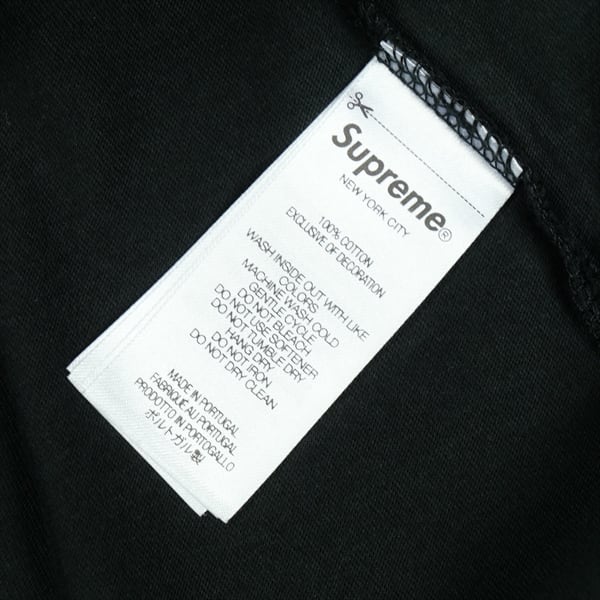 Supreme®
NEW YORK CITY
100% COTTON
EXCLUSIVE OF DECORATION
WASH INSIDE OUT WITH LIKE
COLORS
MACHINE WASH COLD
GENTLE CYCLE
DO NOT BLEACH
DO NOT USE SOFTENER
DO NOT TUMBLE DRY
HANG DRY
DO NOT IRON
DO NOT DRY CLEAN
MADE IN PORTUGAL
FABRIQUE AU PORTUGAL
PRODOTTO IN PORTOGALLO
ポルトガル製